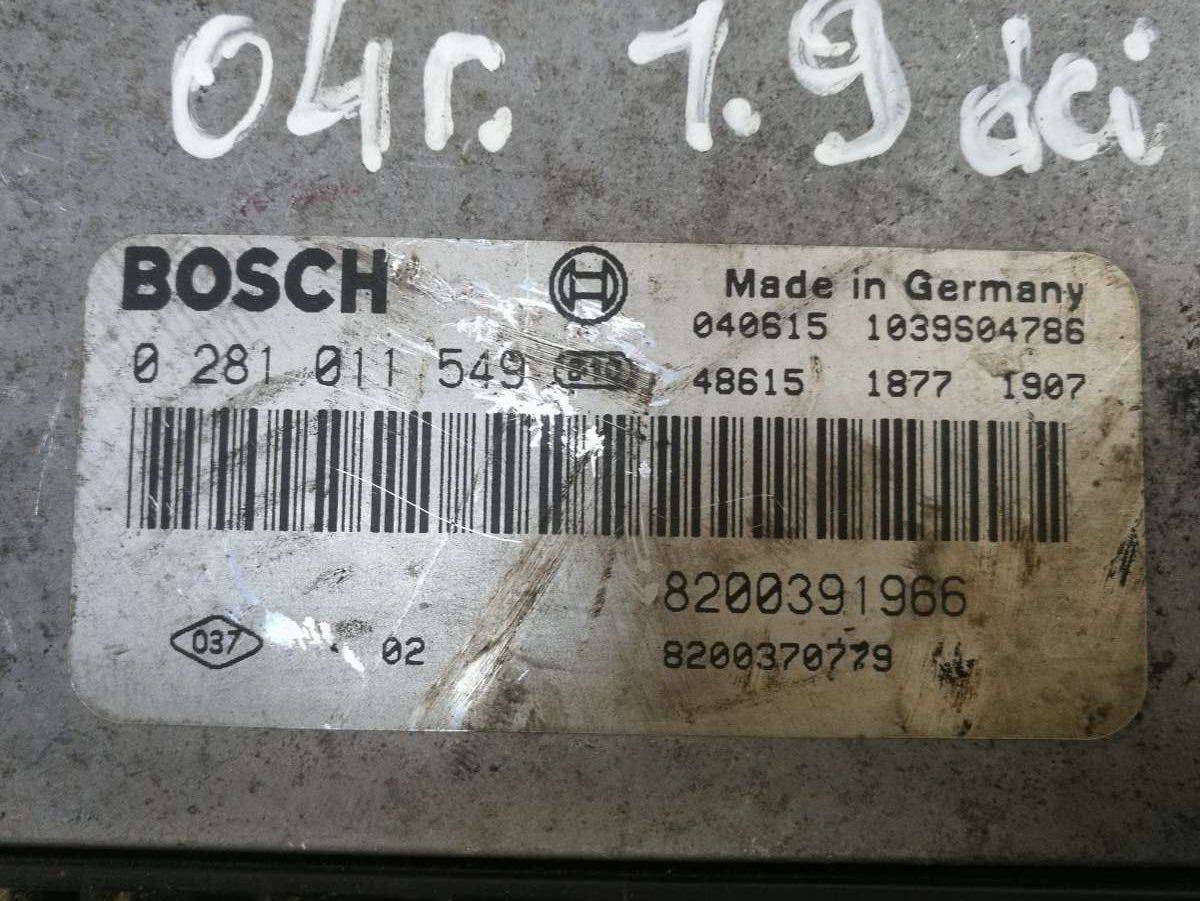 04г. 1.9 dci
BOSCH
Made in Germany
040615 1039S04786
0 281 011 549
48615 1877 1907
8200391966
037 02
8200370779